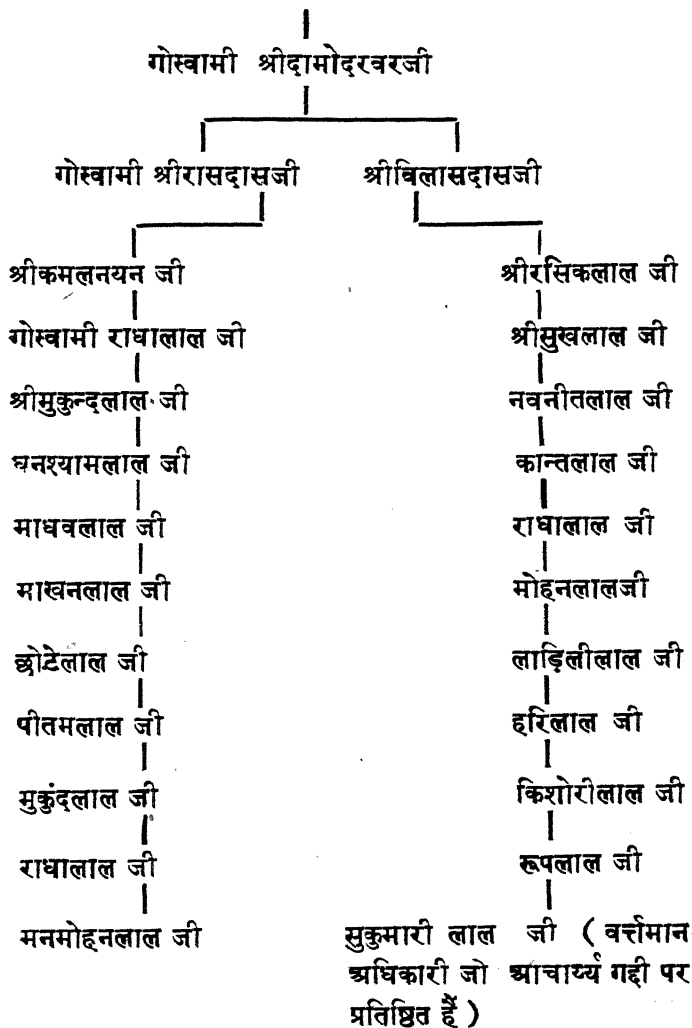 गोस्वामी श्रीदामोदरवरजी
गोस्वामी श्रीरासदासजी श्रीविलासदासजी
श्रीकमलनयन जी श्रीरसिकलाल जी
गोस्वामी राधालाल जी श्रीसुखलाल जी
श्रीमुकुन्दलाल जी नवनीतलाल जी
घनश्यामलाल जी कान्तलाल जी
माधवलाल जी राधालाल जी
माखनलाल जी मोहनलालजी
छोटेलाल जी लाड़िलीलाल जी
पीतमलाल जी हरिलाल जी
मुकुंदलाल जी किशोरीलाल जी
राधालाल जी रूपलाल जी
मनमोहनलाल जी सुकुमारी लाल जी ( वर्त्तमान
अधिकारी जो आचार्य्य गद्दी पर
प्रतिष्ठित हैं )